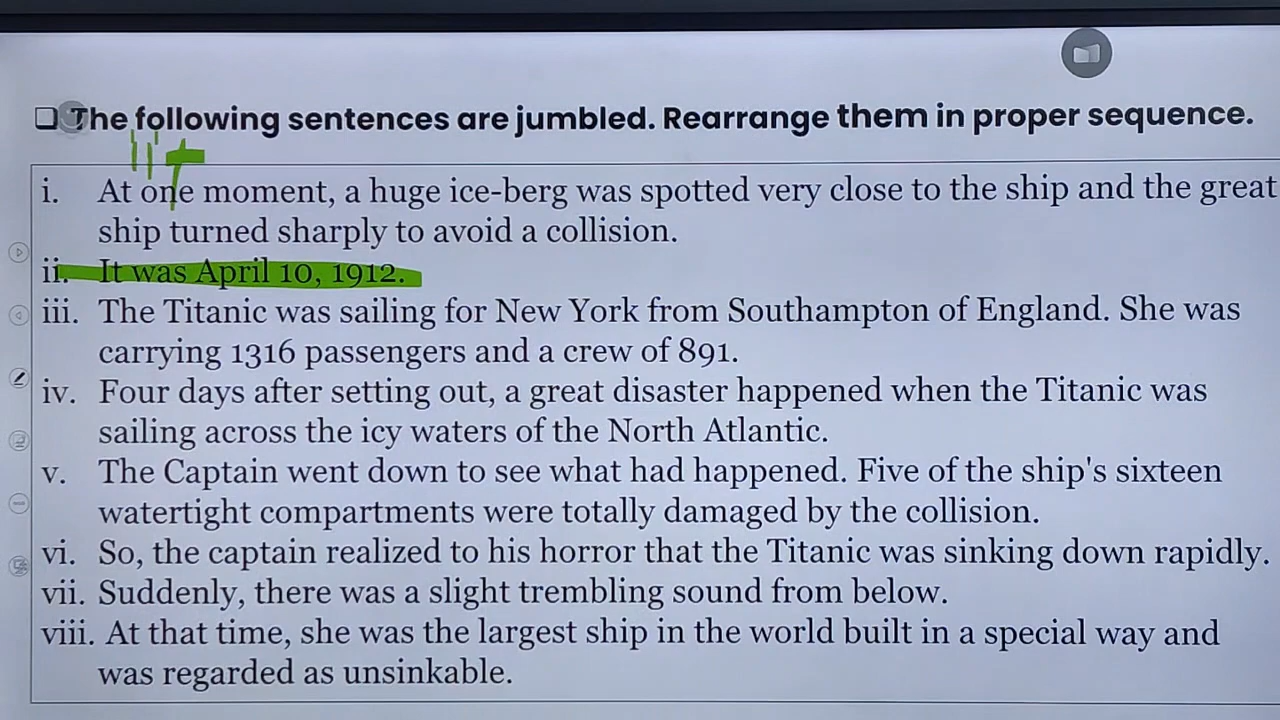 ❑ The following sentences are jumbled. Rearrange them in proper sequence.
i. At one moment, a huge ice-berg was spotted very close to the ship and the great
ship turned sharply to avoid a collision.
ii. It was April 10, 1912.
iii. The Titanic was sailing for New York from Southampton of England. She was
carrying 1316 passengers and a crew of 891.
iv. Four days after setting out, a great disaster happened when the Titanic was
sailing across the icy waters of the North Atlantic.
v. The Captain went down to see what had happened. Five of the ship's sixteen
watertight compartments were totally damaged by the collision.
vi. So, the captain realized to his horror that the Titanic was sinking down rapidly.
vii. Suddenly, there was a slight trembling sound from below.
viii. At that time, she was the largest ship in the world built in a special way and
was regarded as unsinkable.